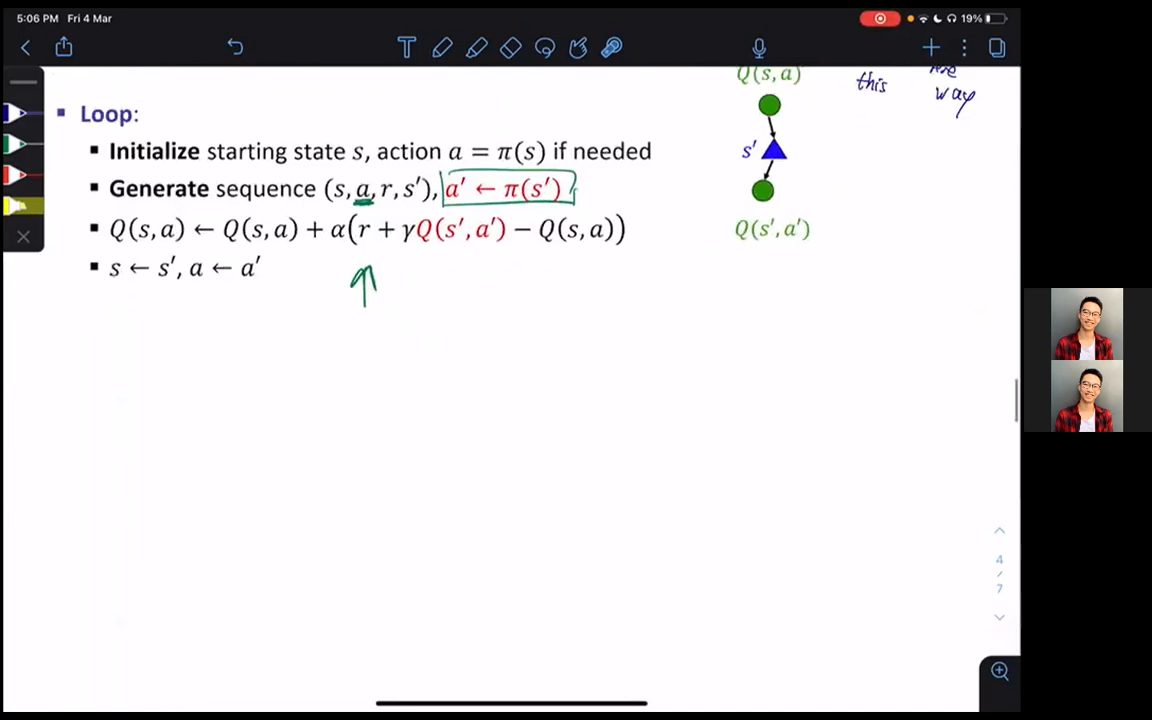 5:06 PM Fri 4 Mar
19%
T
Q(s, a)
this
way
s′
Q(s′, a′)
▪ Loop:
▪ Initialize starting state s, action a = π(s) if needed
▪ Generate sequence (s, a, r, s′), a′ ← π(s′)
▪ Q(s, a) ← Q(s, a) + α(r + γQ(s′, a′) − Q(s, a))
▪ s ← s′, a ← a′
4
/
7